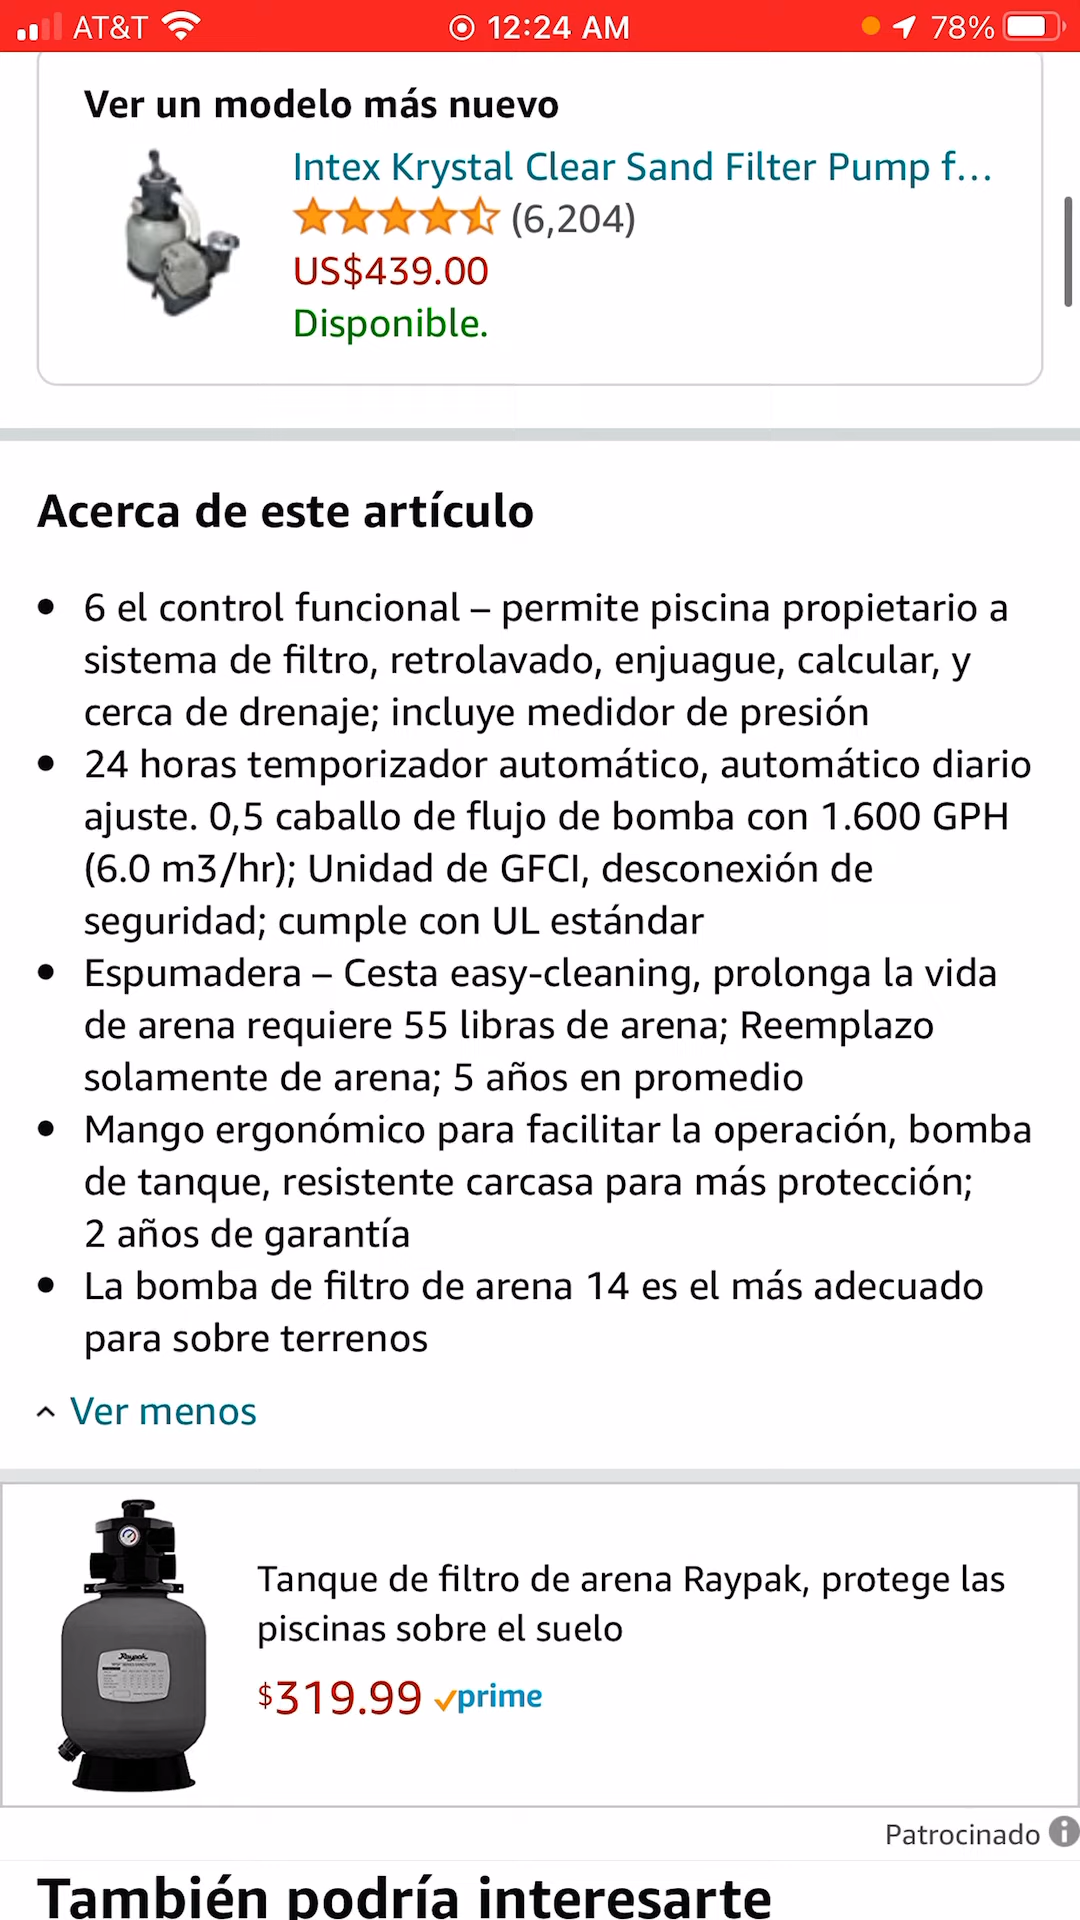 AT&T 12:24 AM 78%
Ver un modelo más nuevo
Intex Krystal Clear Sand Filter Pump f...
(6,204)
US$439.00
Disponible.
Acerca de este artículo
• 6 el control funcional – permite piscina propietario a
sistema de filtro, retrolavado, enjuague, calcular, y
cerca de drenaje; incluye medidor de presión
• 24 horas temporizador automático, automático diario
ajuste. 0,5 caballo de flujo de bomba con 1.600 GPH
(6.0 m3/hr); Unidad de GFCI, desconexión de
seguridad; cumple con UL estándar
• Espumadera – Cesta easy-cleaning, prolonga la vida
de arena requiere 55 libras de arena; Reemplazo
solamente de arena; 5 años en promedio
• Mango ergonómico para facilitar la operación, bomba
de tanque, resistente carcasa para más protección;
2 años de garantía
• La bomba de filtro de arena 14 es el más adecuado
para sobre terrenos
Ver menos
Raypak
Tanque de filtro de arena Raypak, protege las
piscinas sobre el suelo
$319.99 prime
Patrocinado
También podría interesarte